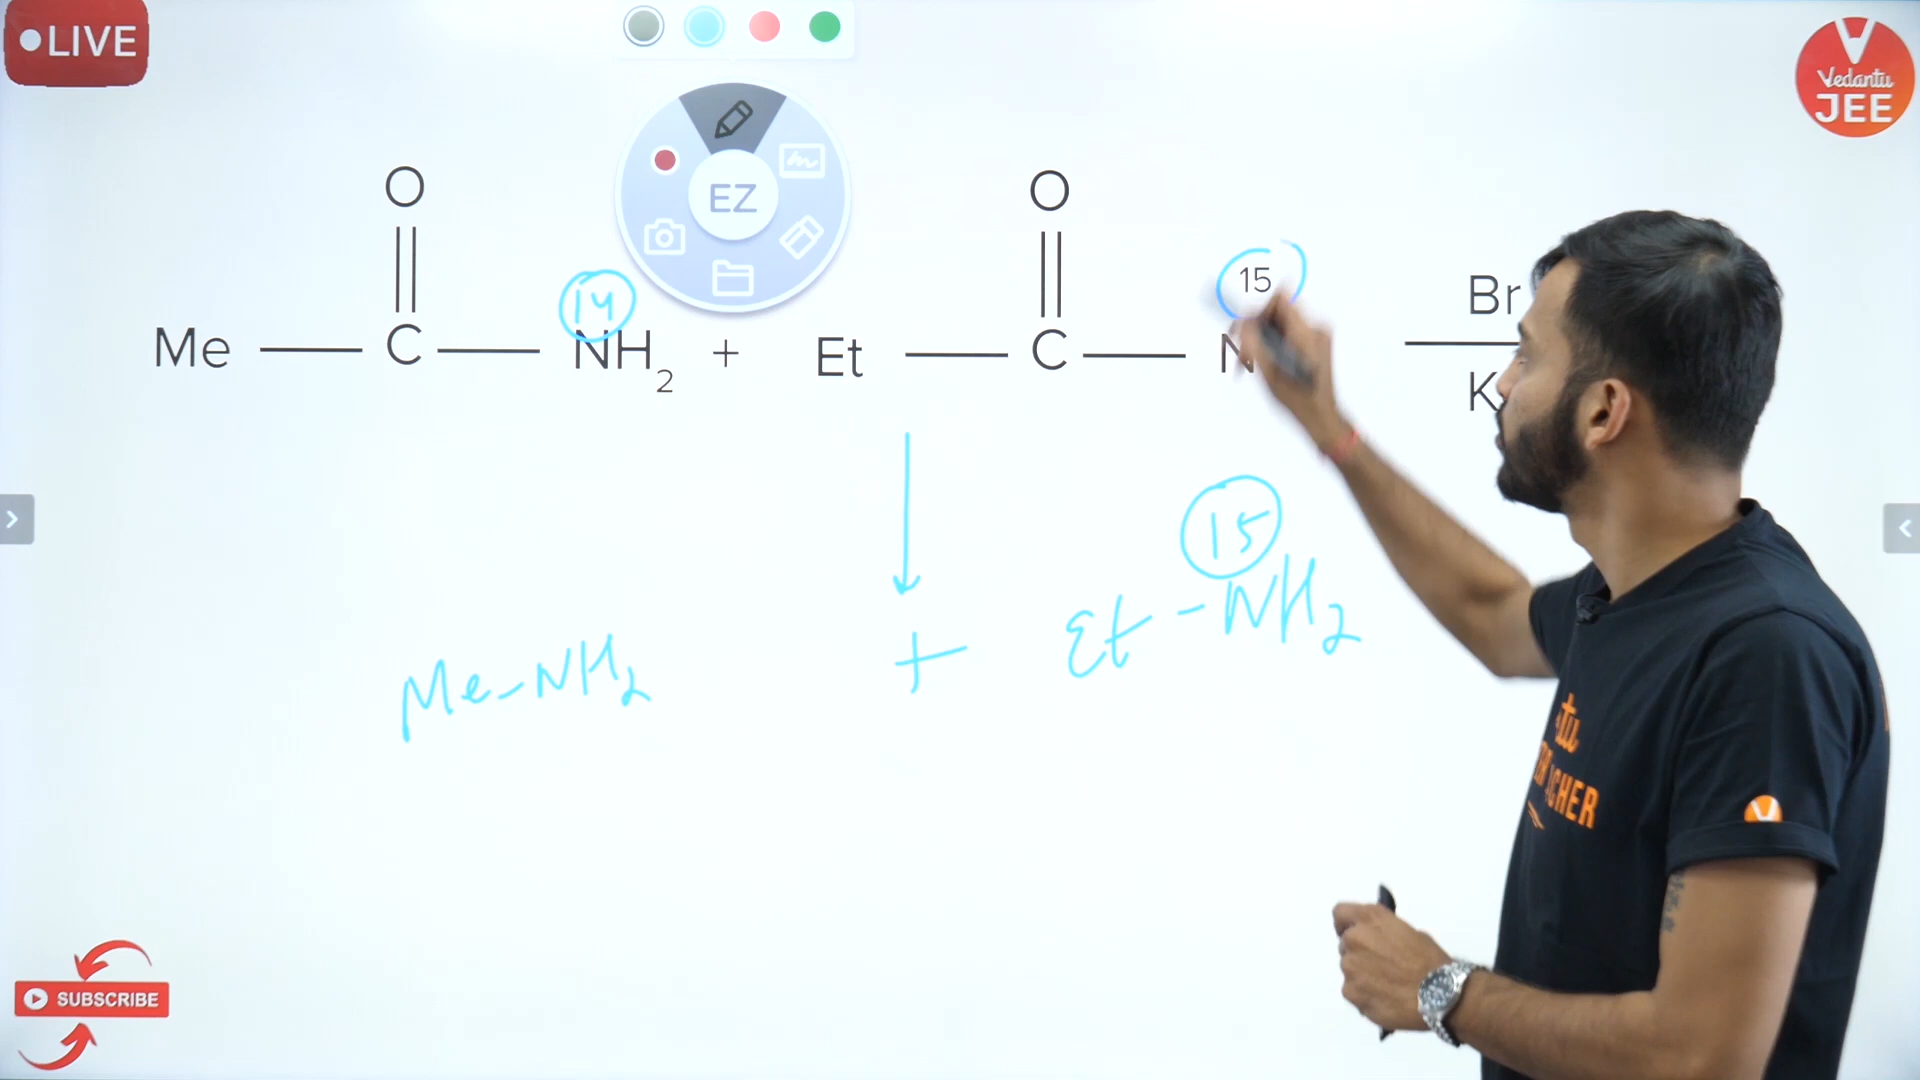 LIVE
Vedantu
JEE
EZ
O
O
14
15
Br
Me — C — NH2 + Et — C — N
K
15
Me-NH2 + Et-NH2
SUBSCRIBE